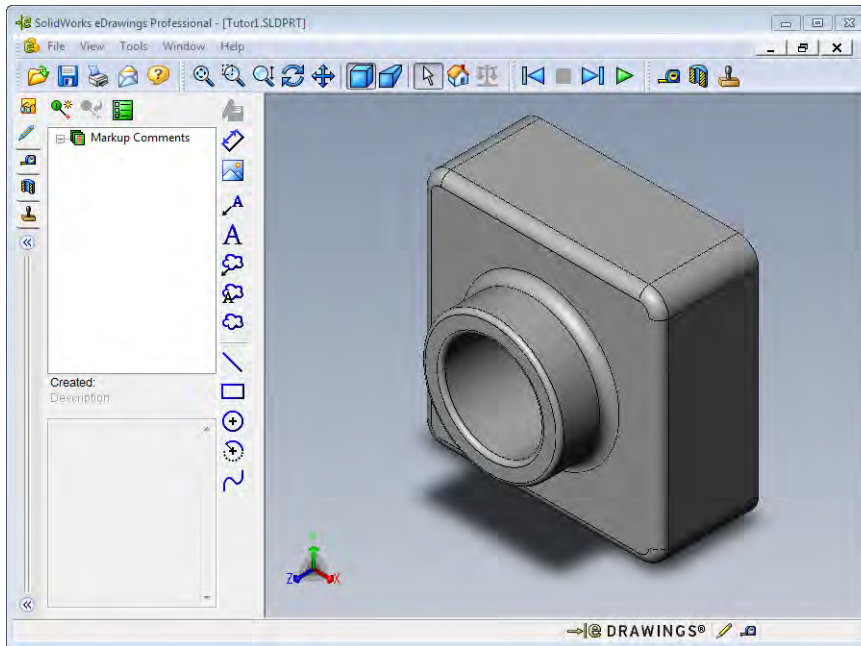 SolidWorks eDrawings Professional - [Tutor1.SLDPRT]
File View Tools Window Help
Markup Comments
A
A
A
Created:
Description
Y
Z X
DRAWINGS®